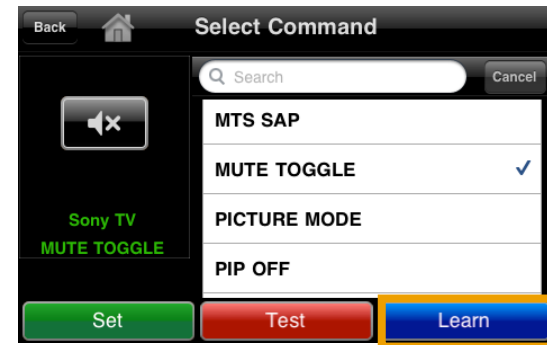 Back
Select Command
Search
Cancel
MTS SAP
MUTE TOGGLE
PICTURE MODE
PIP OFF
Sony TV
MUTE TOGGLE
Set
Test
Learn